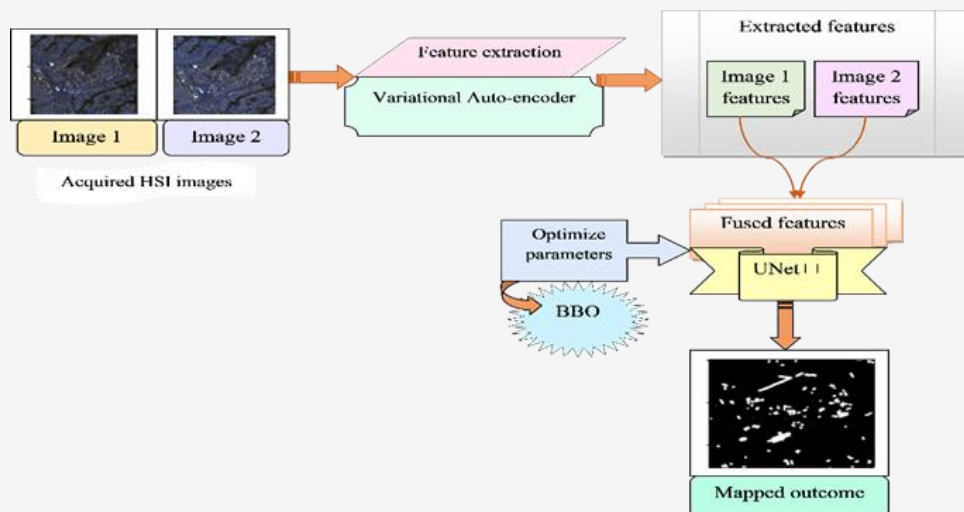 Image 1
Image 2
Acquired HSI images
Feature extraction
Variational Auto-encoder
Extracted features
Image 1
features
Image 2
features
Fused features
UNet++
Optimize
parameters
BBO
Mapped outcome